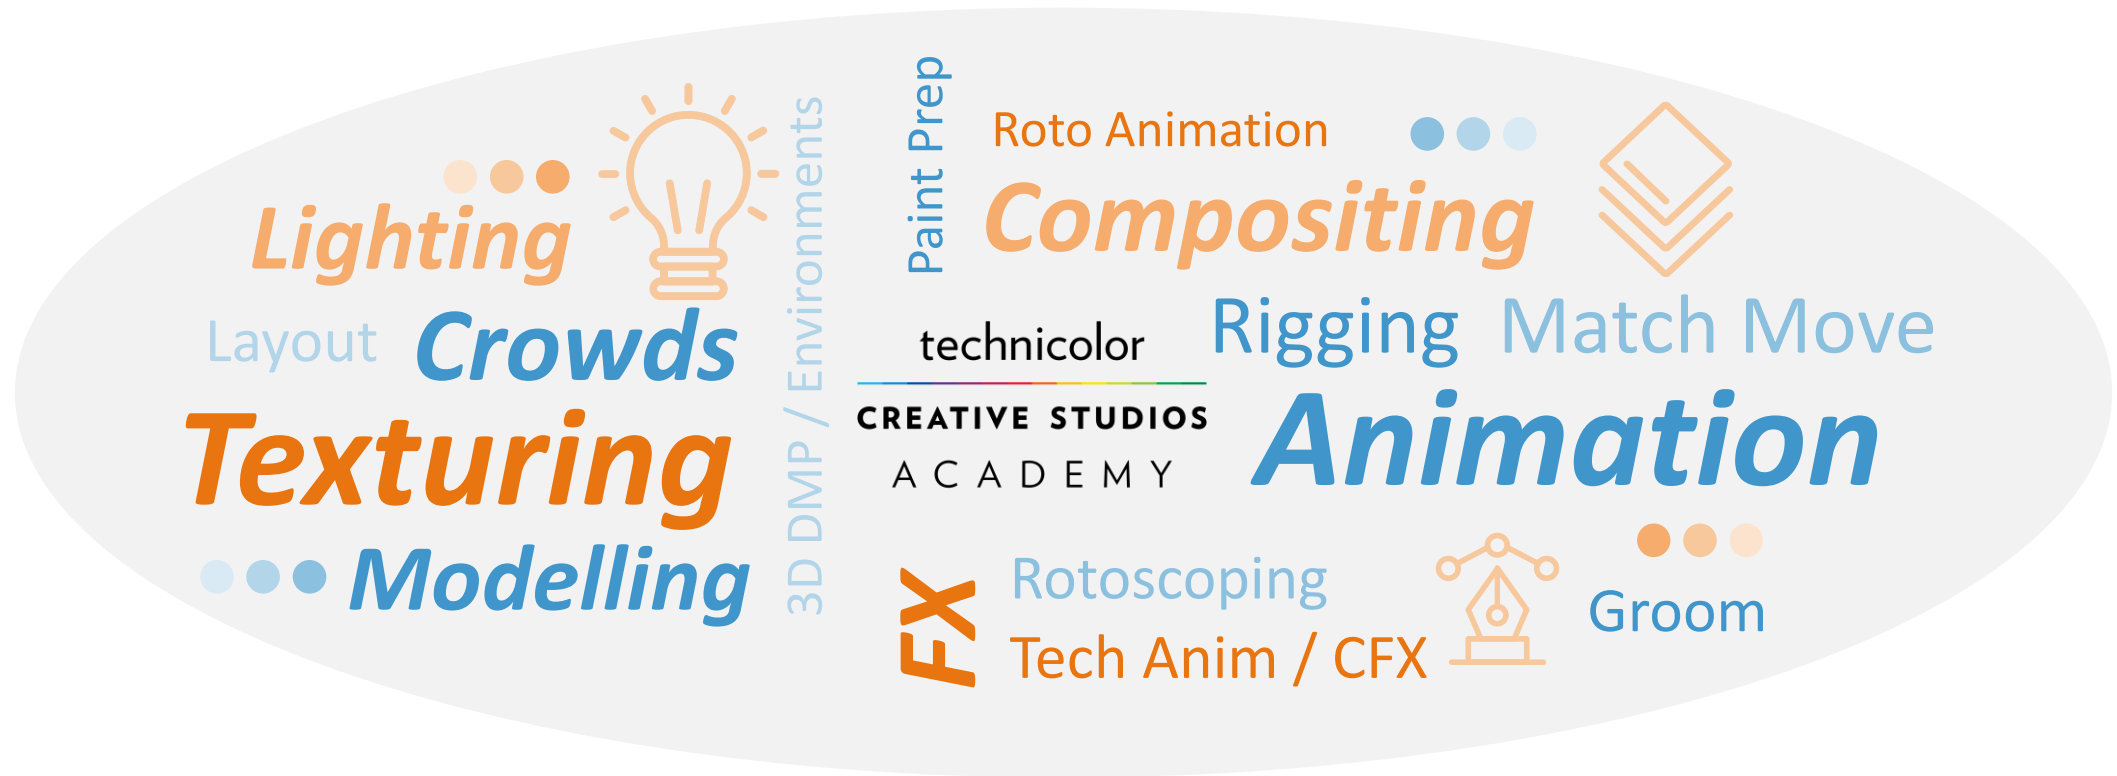 Lighting
Layout
Crowds
Texturing
Modelling
3D DMP / Environments
Paint Prep
Roto Animation
Compositing
technicolor
CREATIVE STUDIOS
ACADEMY
Rigging
Match Move
Animation
FX
Rotoscoping
Tech Anim / CFX
Groom